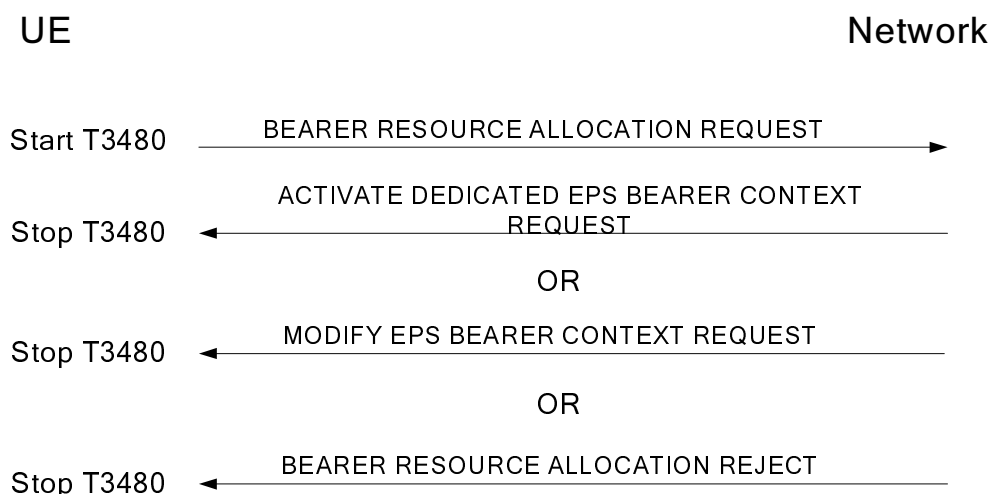 UE Network
Start T3480 BEARER RESOURCE ALLOCATION REQUEST
ACTIVATE DEDICATED EPS BEARER CONTEXT
Stop T3480 REQUEST
OR
Stop T3480 MODIFY EPS BEARER CONTEXT REQUEST
OR
Stop T3480 BEARER RESOURCE ALLOCATION REJECT